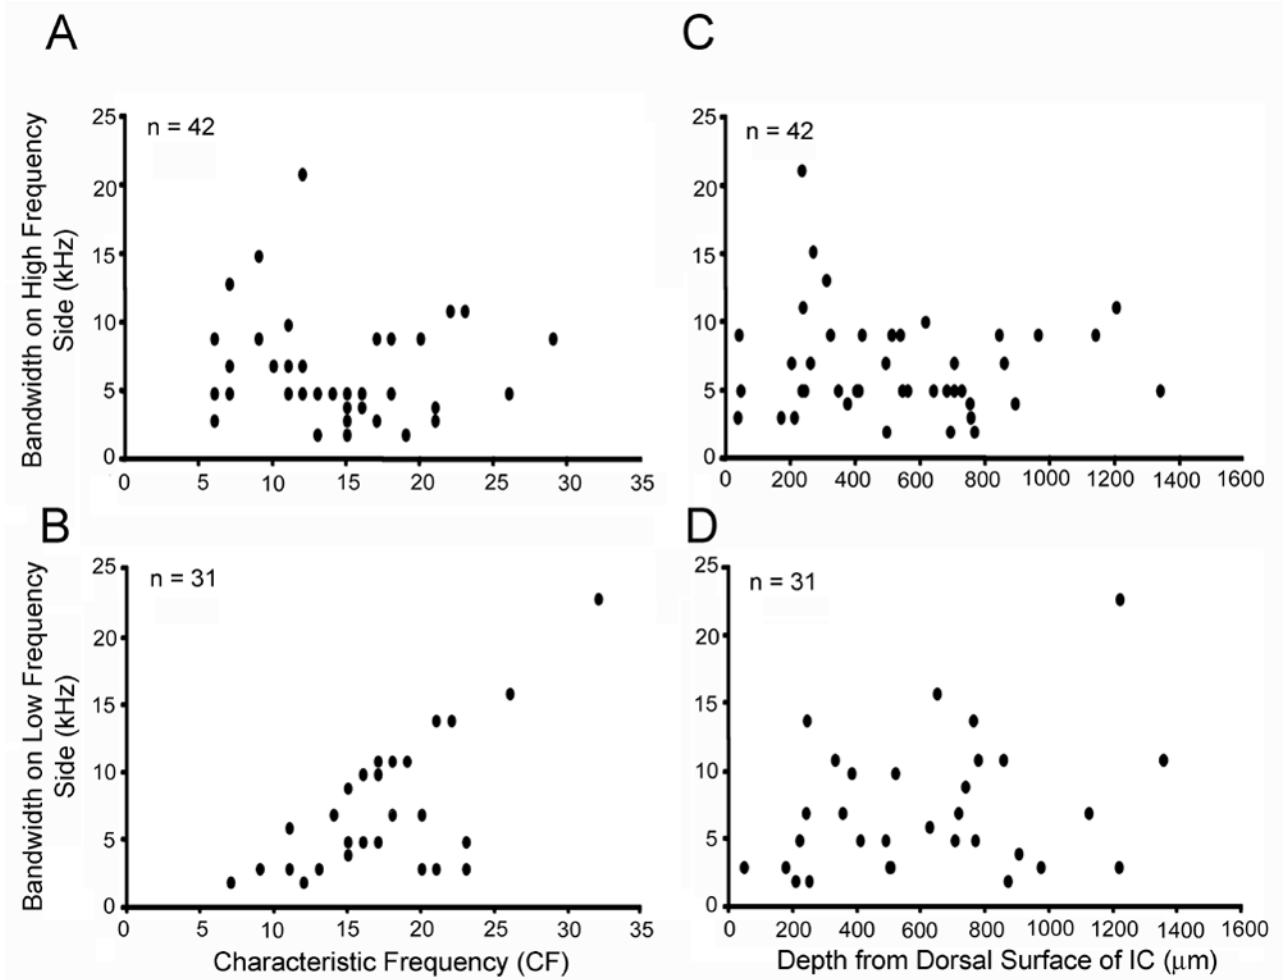 A
C
n = 42
n = 42
Bandwidth on High Frequency
Side (kHz)
25
20
15
10
5
0
0 5 10 15 20 25 30 35
25
20
15
10
5
0
0 200 400 600 800 1000 1200 1400 1600
B
D
n = 31
n = 31
Bandwidth on Low Frequency
Side (kHz)
25
20
15
10
5
0
0 5 10 15 20 25 30 35
Characteristic Frequency (CF)
25
20
15
10
5
0
0 200 400 600 800 1000 1200 1400 1600
Depth from Dorsal Surface of IC (μm)